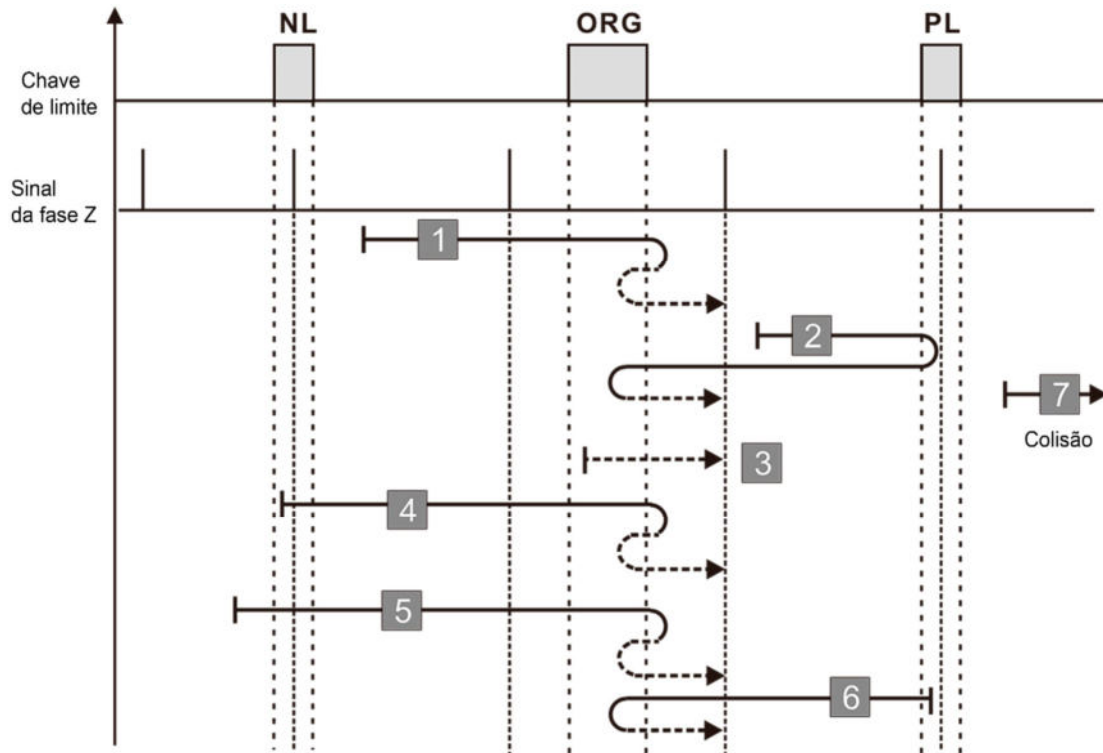 NL
ORG
PL
Chave
de limite
Sinal
da fase Z
1
2
7
Colisão
3
4
5
6